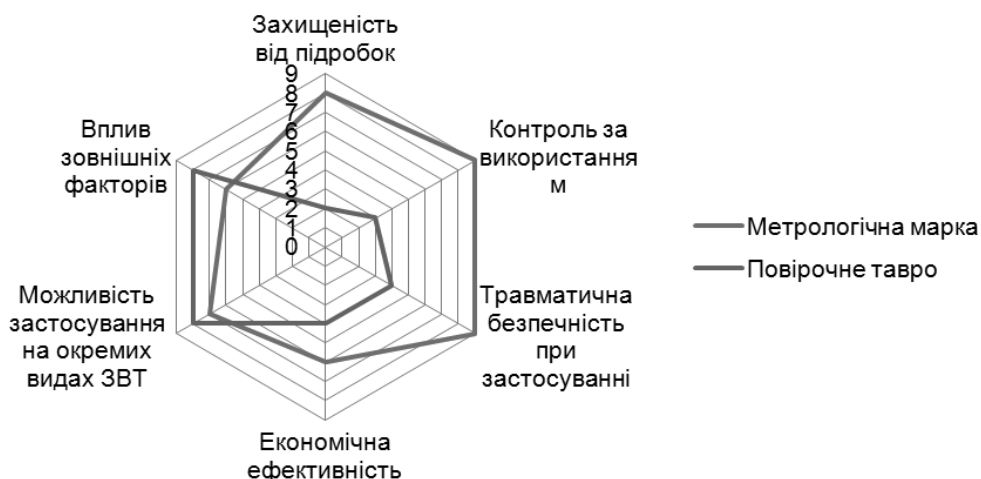 Захищеність
від підробок
9
8
7
6
5
4
3
2
1
0
Контроль за
використання
м
Травматична
безпечність
при
застосуванні
Економічна
ефективність
Можливість
застосування
на окремих
видах ЗВТ
Вплив
зовнішніх
факторів
Метрологічна марка
Повірочне тавро